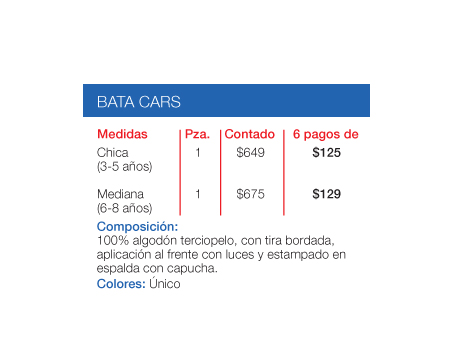 BATA CARS
Medidas Pza. Contado 6 pagos de
Chica 1 $649 $125
(3-5 años)
Mediana 1 $675 $129
(6-8 años)
Composición:
100% algodón terciopelo, con tira bordada,
aplicación al frente con luces y estampado en
espalda con capucha.
Colores: Único